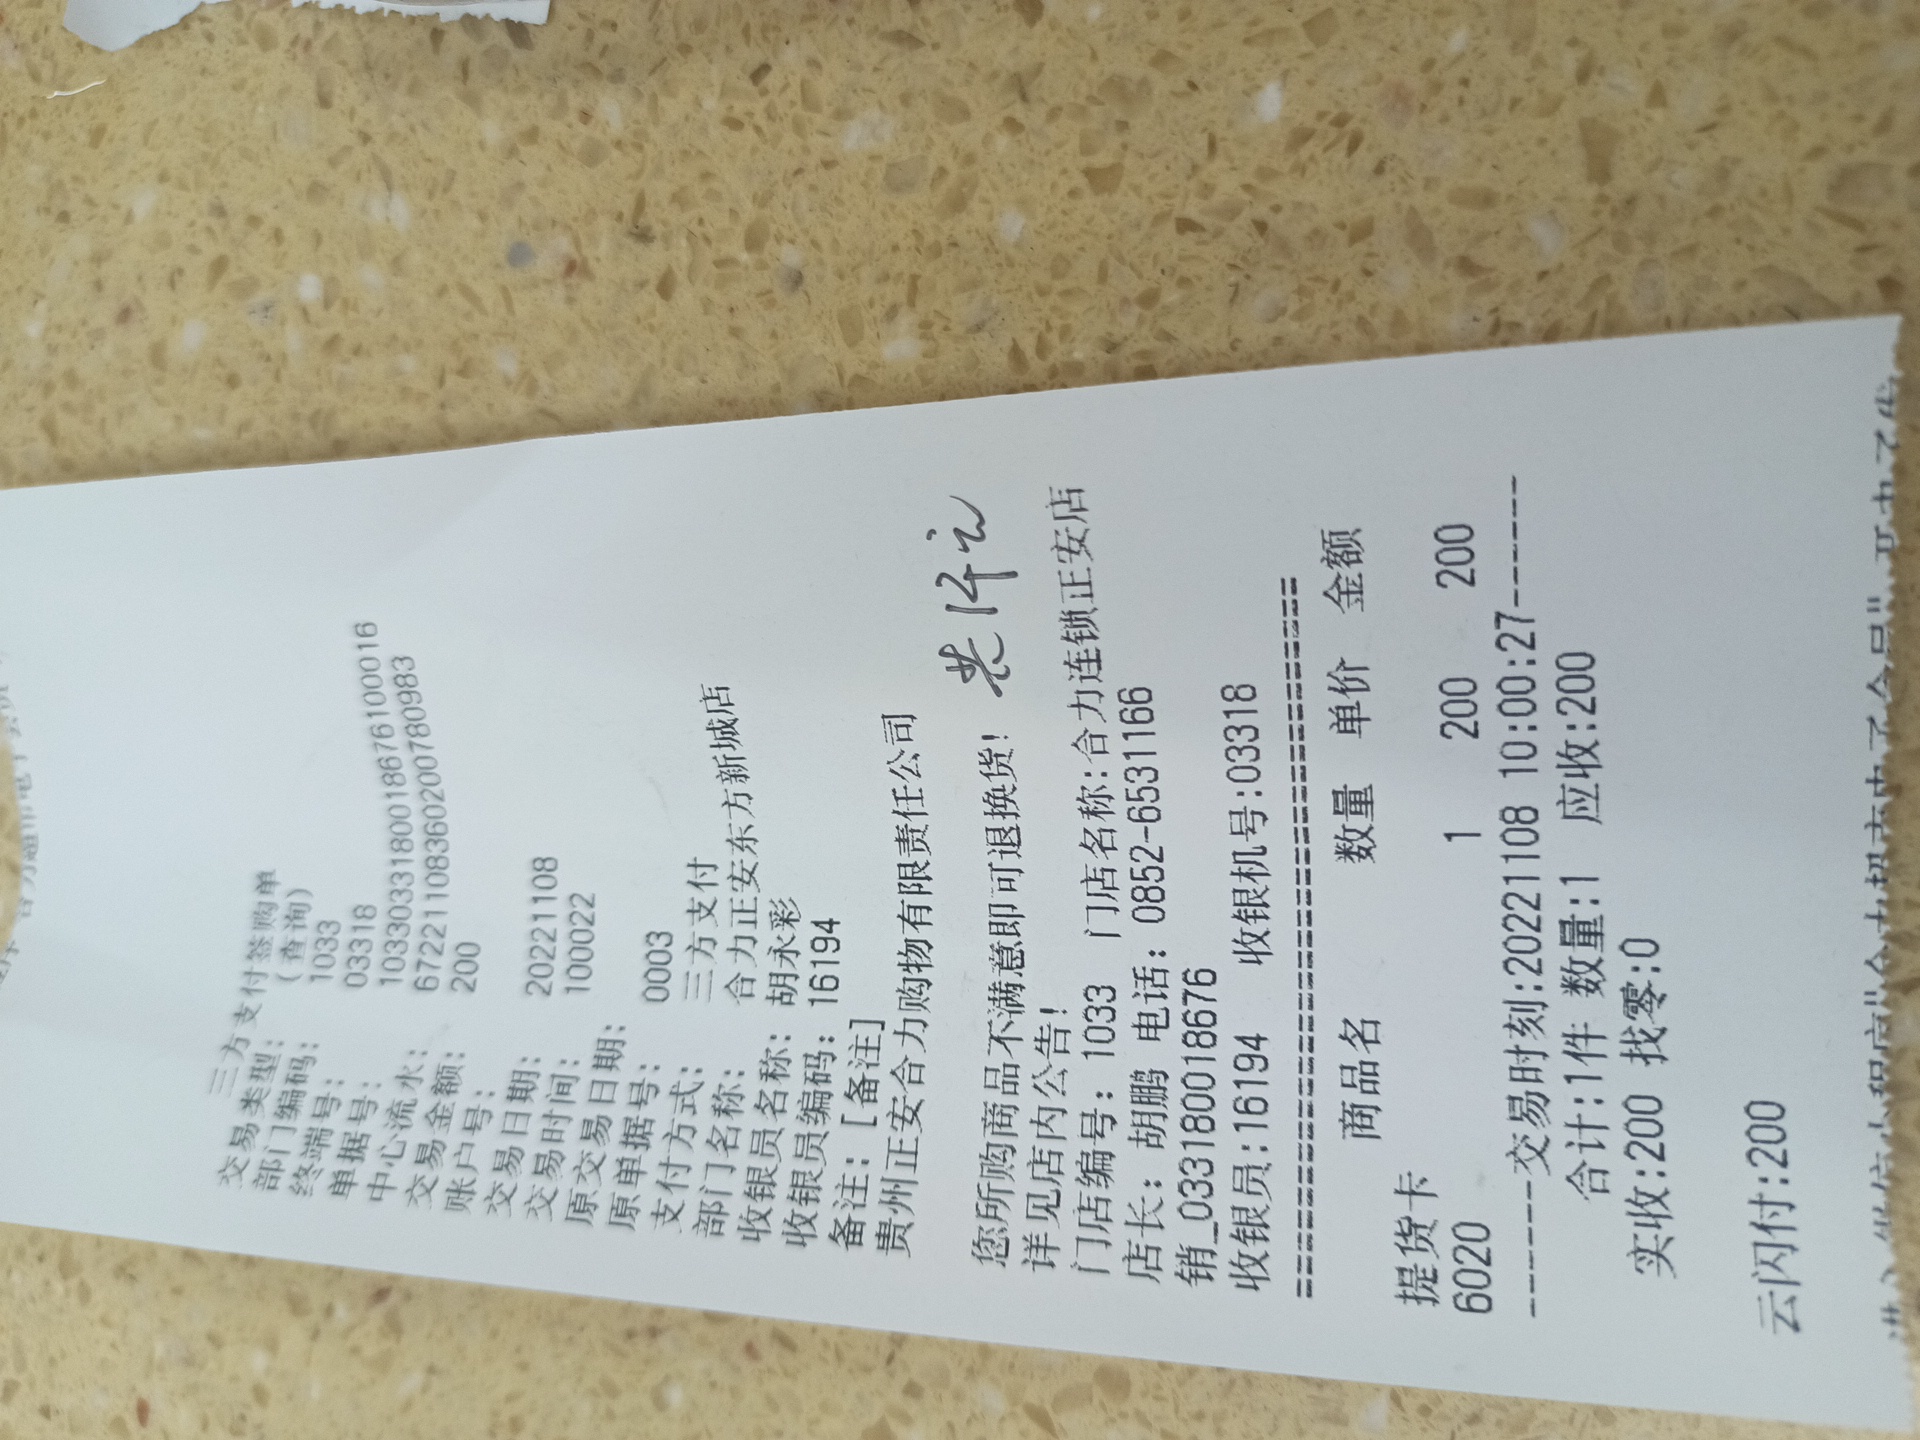 三方支付签购单
交易类型: (查询)
部门编码: 1033
终端号: 03318
单据号: 103303318001867610​0016
中心流水: 672211083602007809​83
交易金额: 200
账户号:
交易日期: 20221108
交易时间: 100022
原交易日期:
原单据号: 0003
支付方式: 三方支付
部门名称: 合力正安东方新城店
收银员名称: 胡永彩
收银员编码: 16194
备注: [备注]
贵州正安合力购物有限责任公司
您所购商品不满意即可退换货!
详见店内公告!
门店编号: 1033 门店名称:合力连锁正安店
店长: 胡鹏 电话: 0852-6531166
销_033180018676
收银员:16194 收银机号:03318
==================================
商品名 数量 单价 金额
提货卡
6020 1 200 200
------交易时刻:20221108 10:00:27------
合计:1件 数量:1 应收:200
实收:200 找零:0
云闪付:200